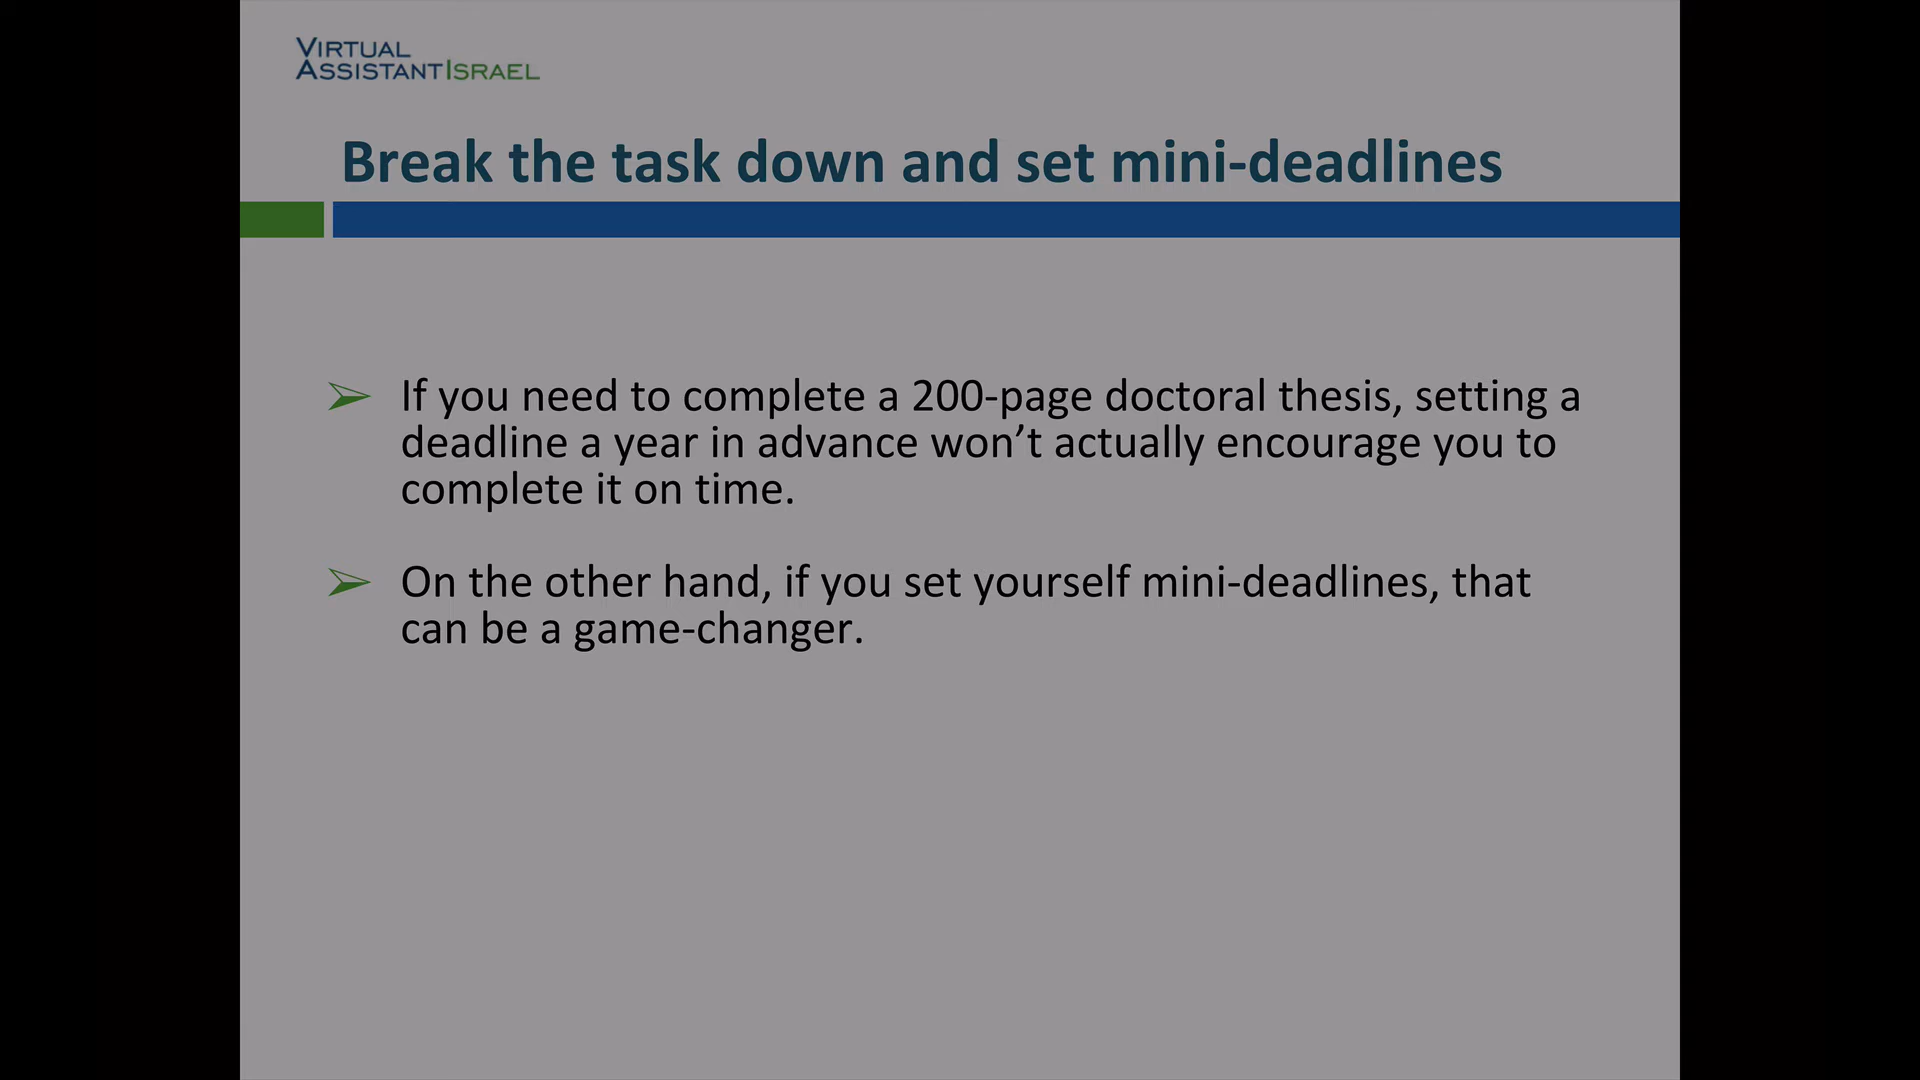 VIRTUAL
ASSISTANTISRAEL
Break the task down and set mini-deadlines
If you need to complete a 200-page doctoral thesis, setting a
deadline a year in advance won’t actually encourage you to
complete it on time.
On the other hand, if you set yourself mini-deadlines, that
can be a game-changer.